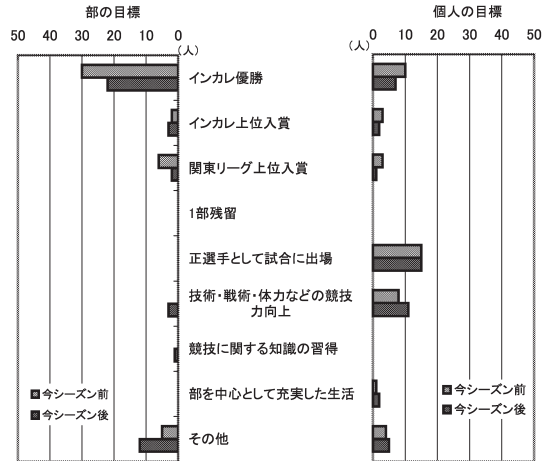 部の目標
個人の目標
50 40 30 20 10 0
(人)
(人)
0 10 20 30 40 50
インカレ優勝
インカレ上位入賞
関東リーグ上位入賞
1部残留
正選手として試合に出場
技術・戦術・体力などの競技
力向上
競技に関する知識の習得
部を中心として充実した生活
その他
今シーズン前
今シーズン後
今シーズン前
今シーズン後